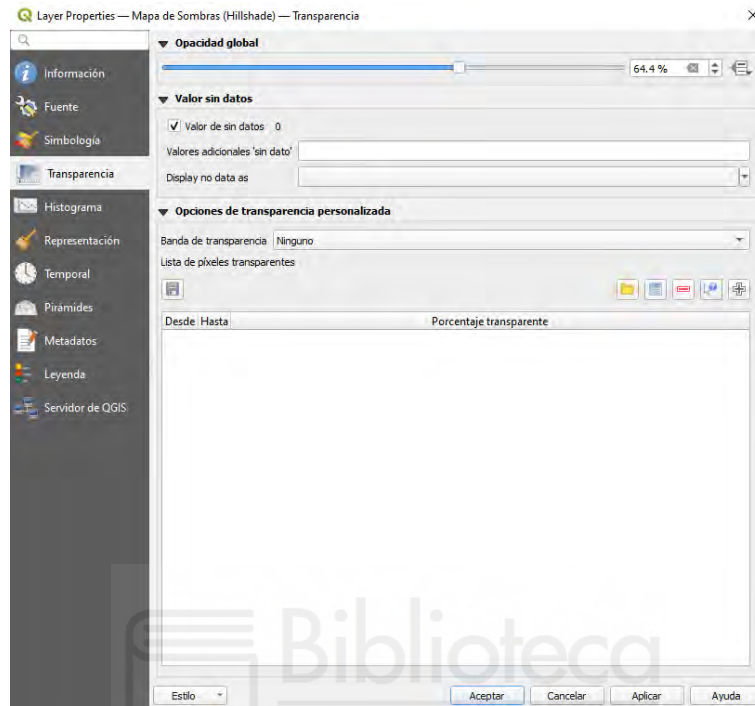 Layer Properties — Mapa de Sombras (Hillshade) — Transparencia
Opacidad global
64.4 %
Información
Fuente
Simbología
Transparencia
Histograma
Representación
Temporal
Pirámides
Metadatos
Leyenda
Servidor de QGIS
Valor sin datos
Valor de sin datos 0
Valores adicionales 'sin dato'
Display no data as
Opciones de transparencia personalizada
Banda de transparencia Ninguno
Lista de píxeles transparentes
Desde Hasta Porcentaje transparente
Biblioteca
Estilo Aceptar Cancelar Aplicar Ayuda